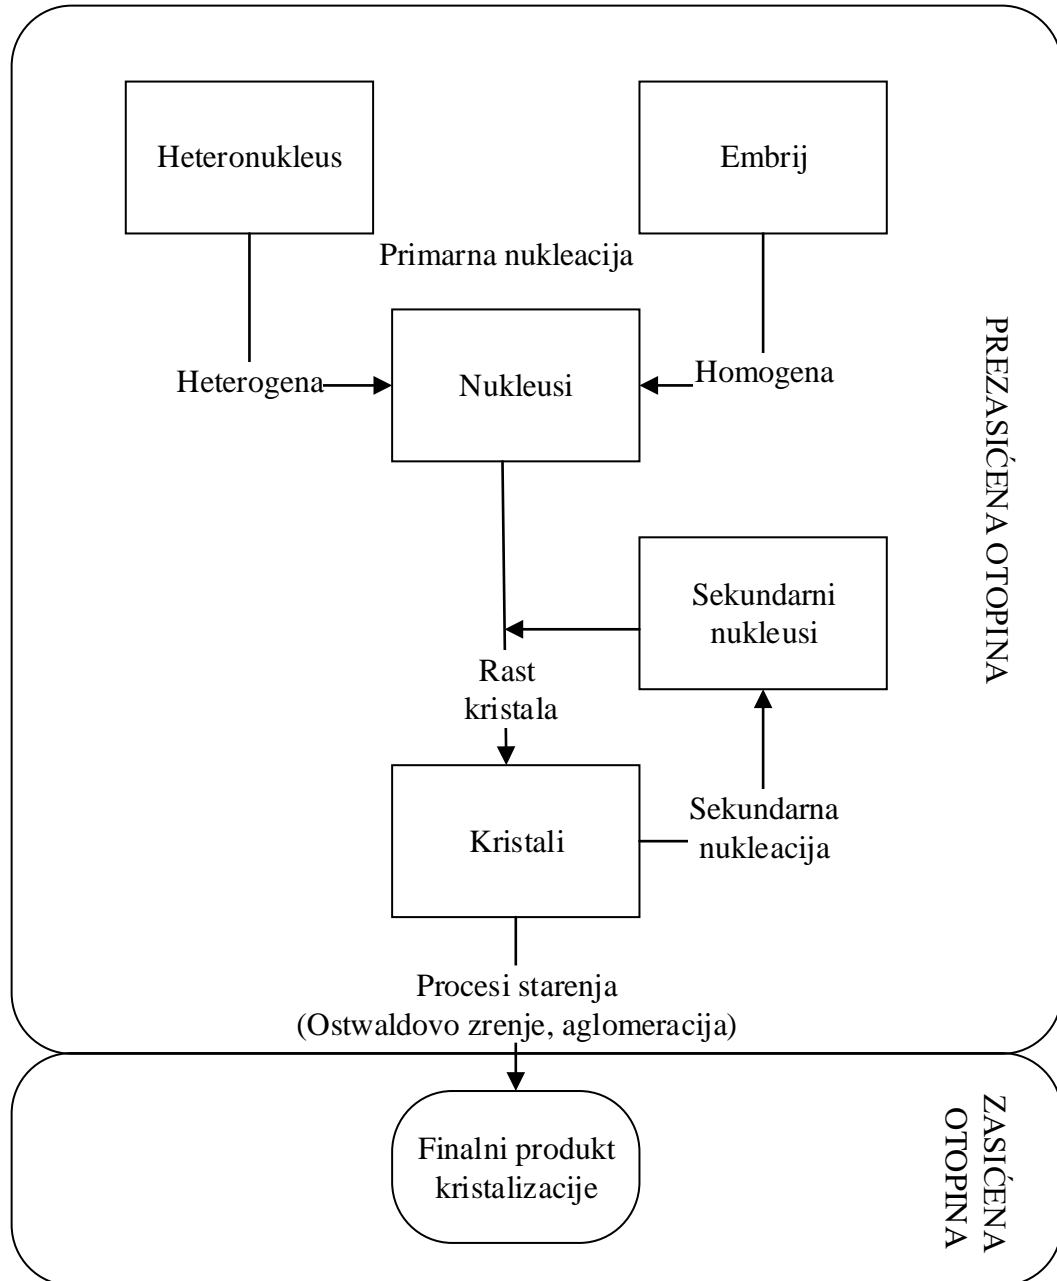 Heteronukleus
Embrij
Primarna nukleacija
Heterogena
Nukleusi
Homogena
PREZASIĆENA OTOPINA
Sekundarni
nukleusi
Rast
kristala
Kristali
Sekundarna
nukleacija
Procesi starenja
(Ostwaldovo zrenje, aglomeracija)
Finalni produkt
kristalizacije
ZASIĆENA
OTOPINA